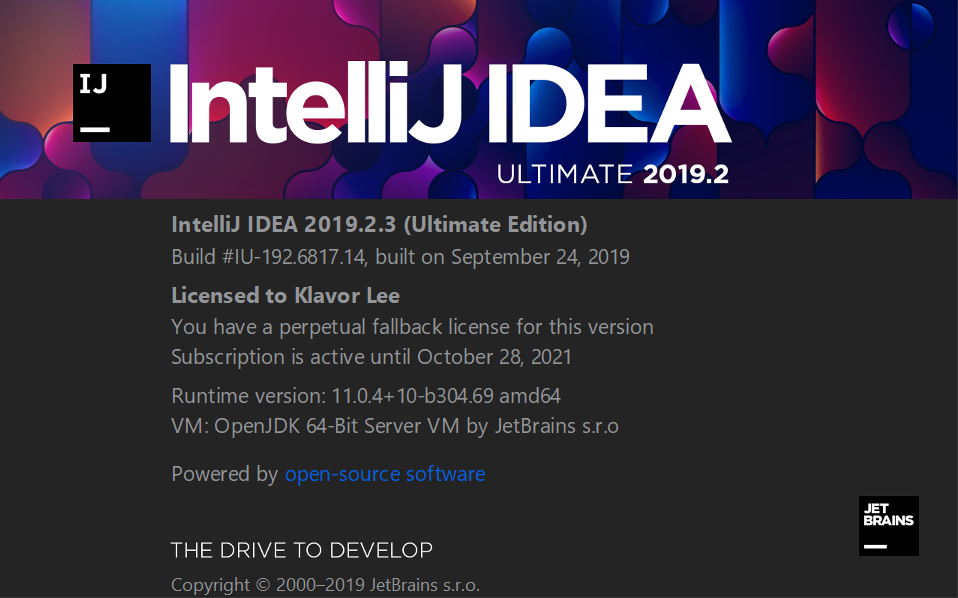 IJ
IntelliJ IDEA
ULTIMATE 2019.2
IntelliJ IDEA 2019.2.3 (Ultimate Edition)
Build #IU-192.6817.14, built on September 24, 2019
Licensed to Klavor Lee
You have a perpetual fallback license for this version
Subscription is active until October 28, 2021
Runtime version: 11.0.4+10-b304.69 amd64
VM: OpenJDK 64-Bit Server VM by JetBrains s.r.o
Powered by open-source software
JET
BRAINS
THE DRIVE TO DEVELOP
Copyright © 2000–2019 JetBrains s.r.o.